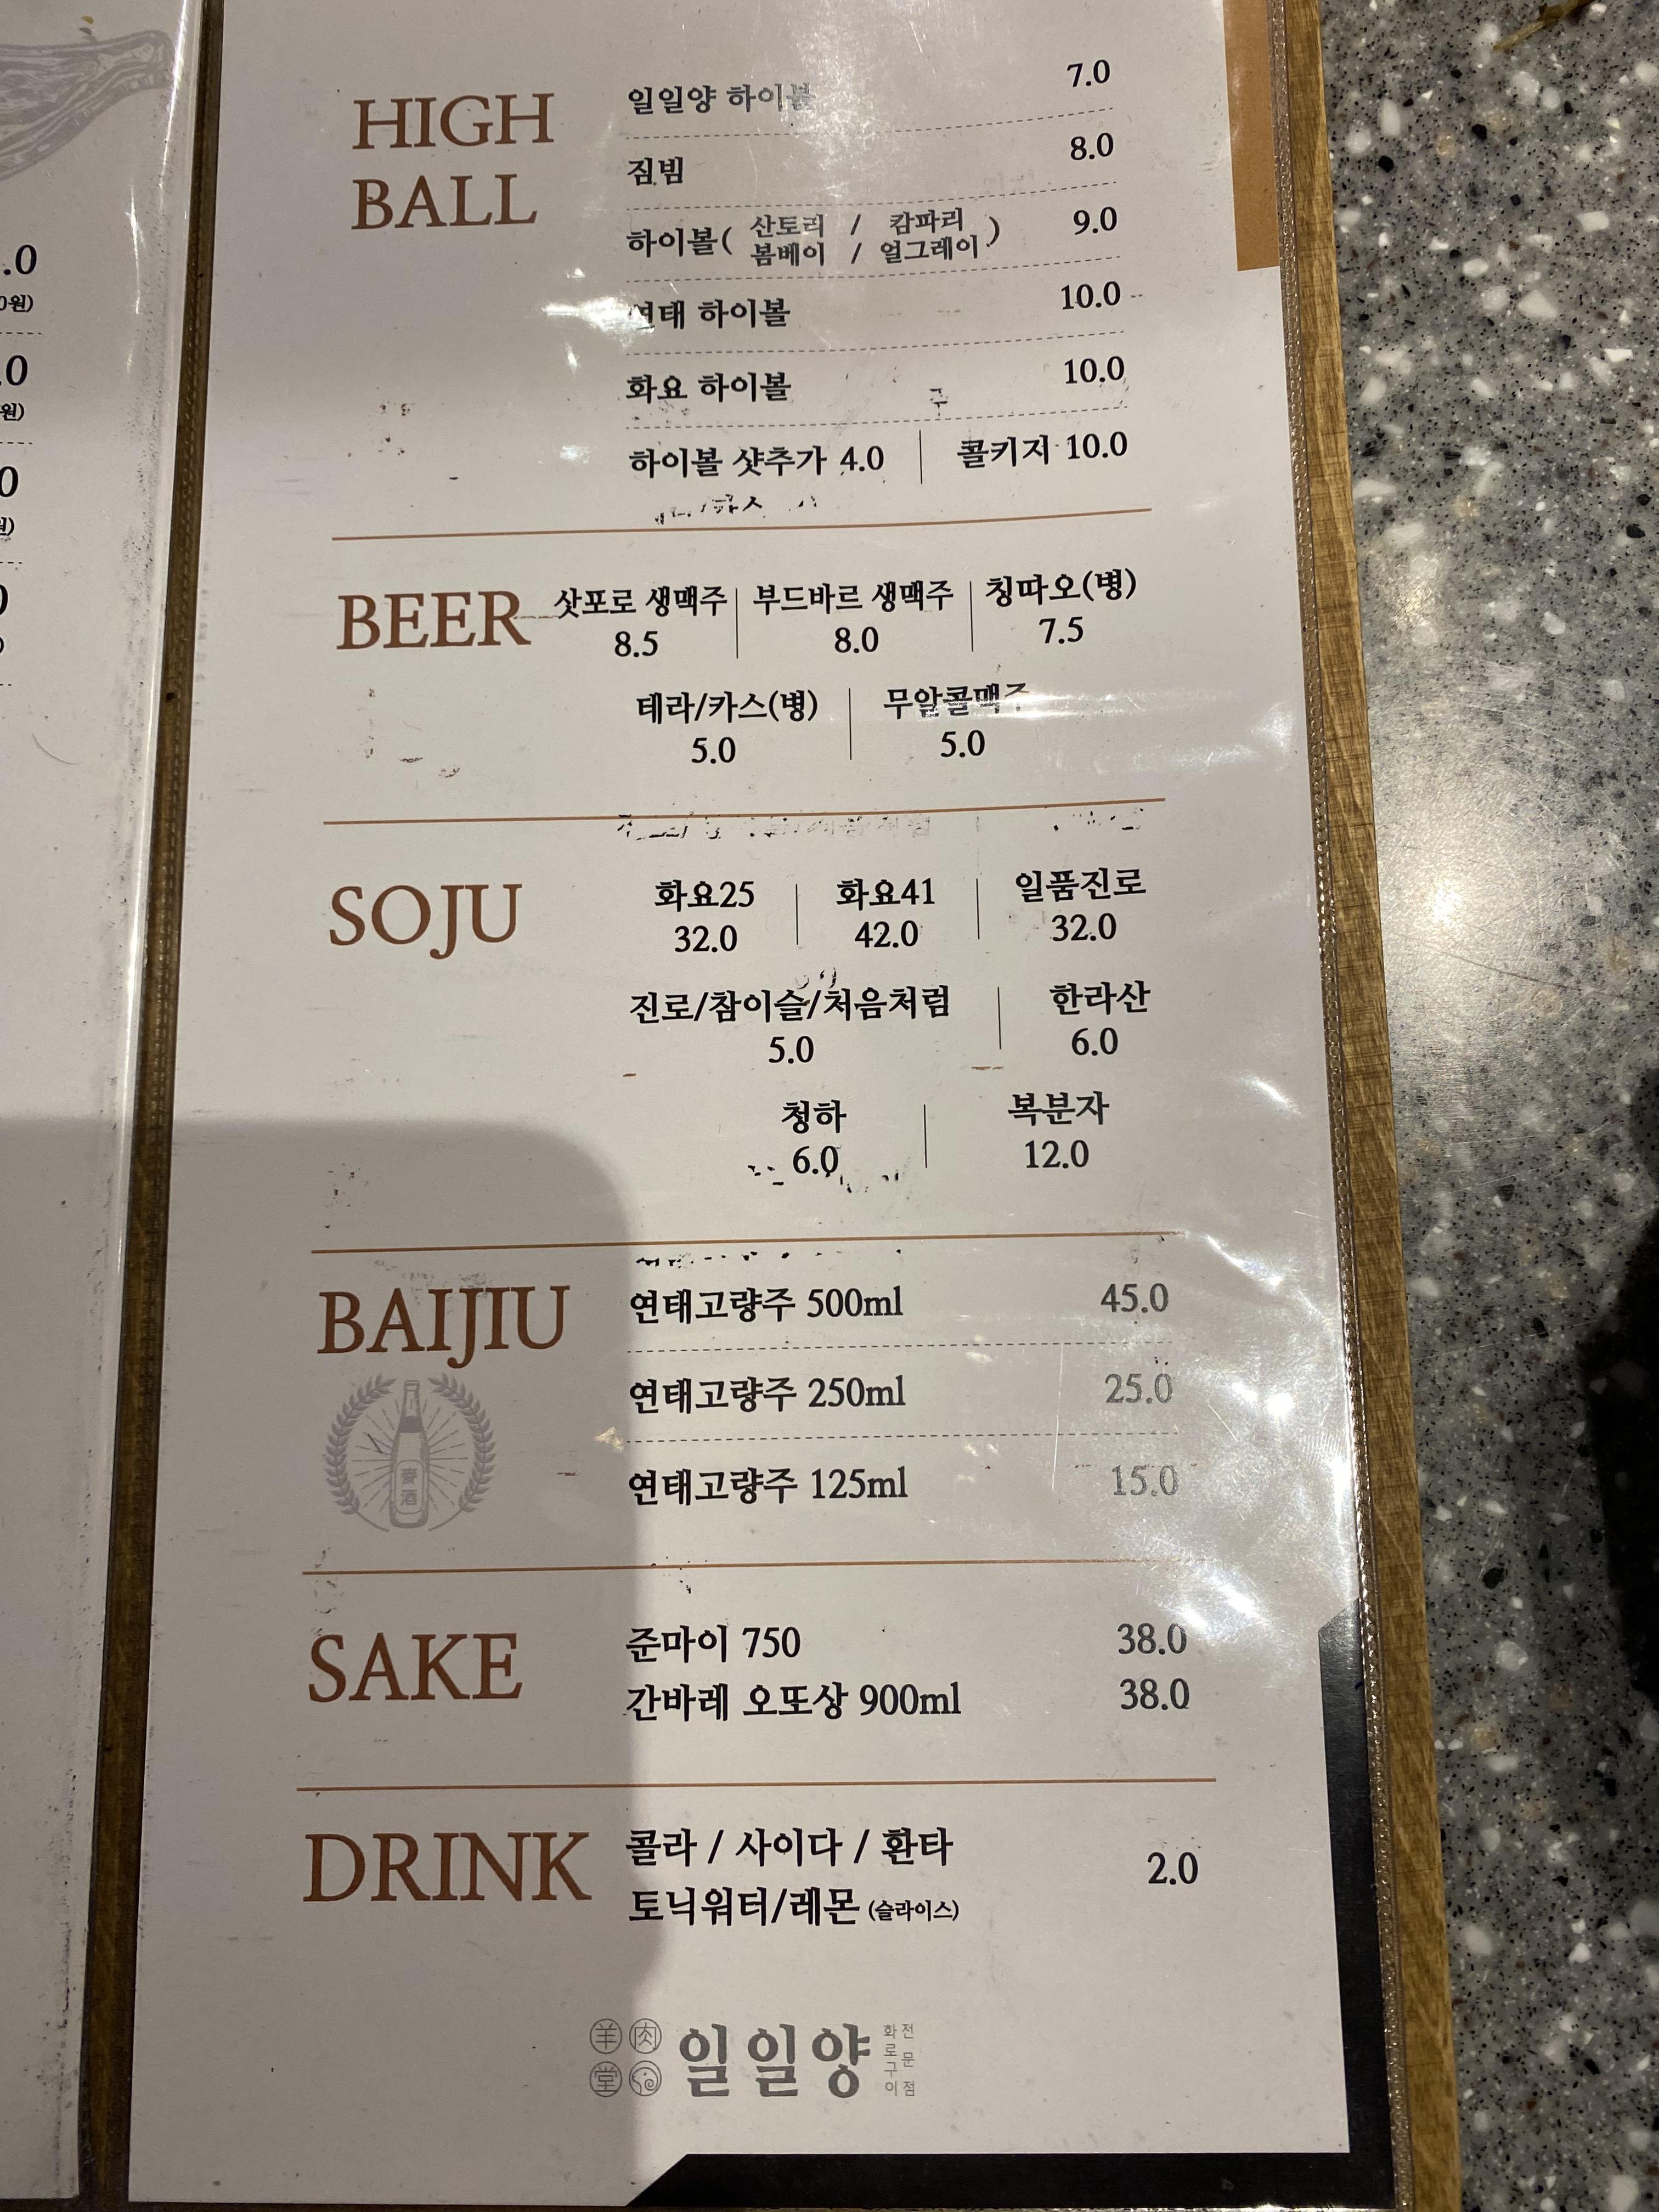 HIGH
BALL
일일양 하이볼 7.0
짐빔 8.0
하이볼( 산토리 / 캄파리
봄베이 / 얼그레이 ) 9.0
연태 하이볼 10.0
화요 하이볼 10.0
하이볼 샷추가 4.0 콜키지 10.0
BEER
삿포로 생맥주 부드바르 생맥주 칭따오(병)
8.5 8.0 7.5
테라/카스(병) 무알콜맥주
5.0 5.0
SOJU
화요25 화요41 일품진로
32.0 42.0 32.0
진로/참이슬/처음처럼 한라산
5.0 6.0
청하 복분자
6.0 12.0
BAIJIU
연태고량주 500ml 45.0
연태고량주 250ml 25.0
연태고량주 125ml 15.0
麥
酒
SAKE
준마이 750 38.0
간바레 오또상 900ml 38.0
DRINK
콜라 / 사이다 / 환타
토닉워터/레몬 (슬라이스)
2.0
羊肉
堂
일일양
화로구이
전문점